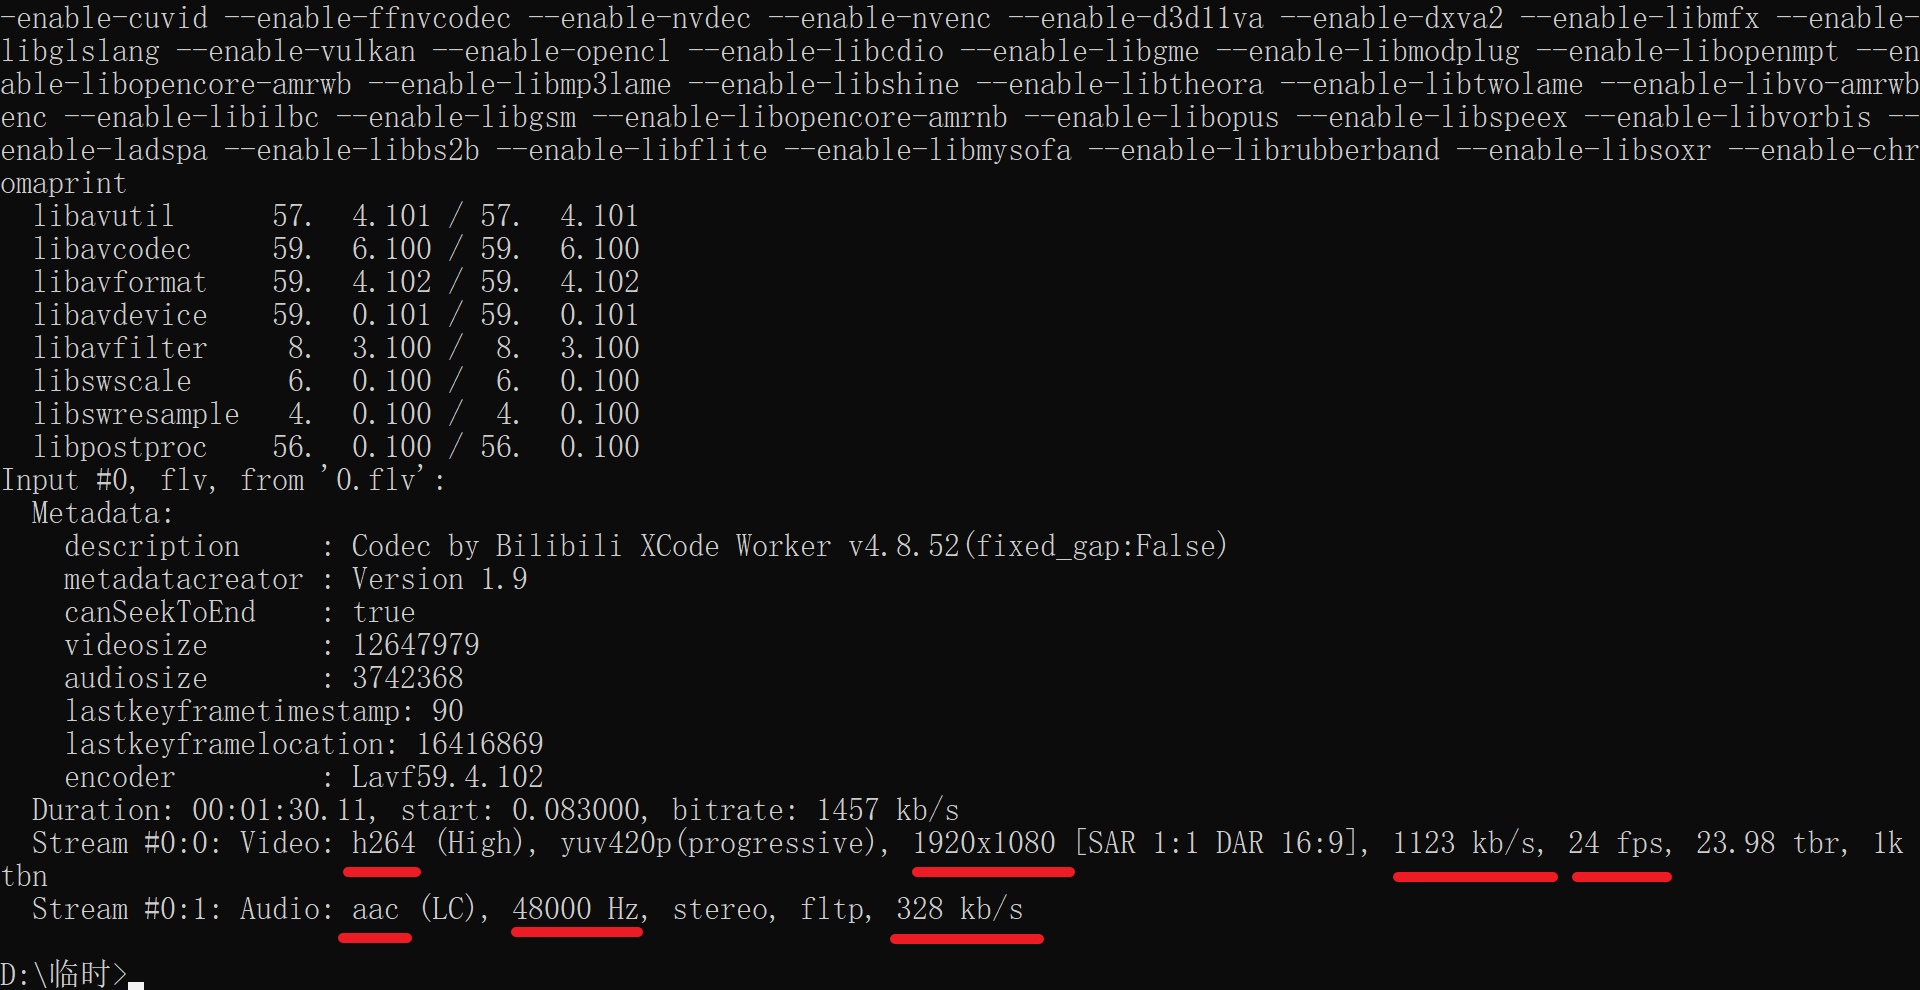 -enable-cuvid --enable-ffnvcodec --enable-nvdec --enable-nvenc --enable-d3d11va --enable-dxva2 --enable-libmfx --enable-
libglslang --enable-vulkan --enable-opencl --enable-libcdio --enable-libgme --enable-libmodplug --enable-libopenmpt --en
able-libopencore-amrwb --enable-libmp3lame --enable-libshine --enable-libtheora --enable-libtwolame --enable-libvo-amrwb
enc --enable-libilbc --enable-libgsm --enable-libopencore-amrnb --enable-libopus --enable-libspeex --enable-libvorbis --
enable-ladspa --enable-libbs2b --enable-libflite --enable-libmysofa --enable-librubberband --enable-libsoxr --enable-chr
omaprint
  libavutil      57.  4.101 / 57.  4.101
  libavcodec     59.  6.100 / 59.  6.100
  libavformat    59.  4.102 / 59.  4.102
  libavdevice    59.  0.101 / 59.  0.101
  libavfilter     8.  3.100 /  8.  3.100
  libswscale      6.  0.100 /  6.  0.100
  libswresample   4.  0.100 /  4.  0.100
  libpostproc    56.  0.100 / 56.  0.100
Input #0, flv, from '0.flv':
  Metadata:
    description     : Codec by Bilibili XCode Worker v4.8.52(fixed_gap:False)
    metadatacreator : Version 1.9
    canSeekToEnd    : true
    videosize       : 12647979
    audiosize       : 3742368
    lastkeyframetimestamp: 90
    lastkeyframelocation: 16416869
    encoder         : Lavf59.4.102
  Duration: 00:01:30.11, start: 0.083000, bitrate: 1457 kb/s
  Stream #0:0: Video: h264 (High), yuv420p(progressive), 1920x1080 [SAR 1:1 DAR 16:9], 1123 kb/s, 24 fps, 23.98 tbr, 1k
tbn
  Stream #0:1: Audio: aac (LC), 48000 Hz, stereo, fltp, 328 kb/s
D:\临时>